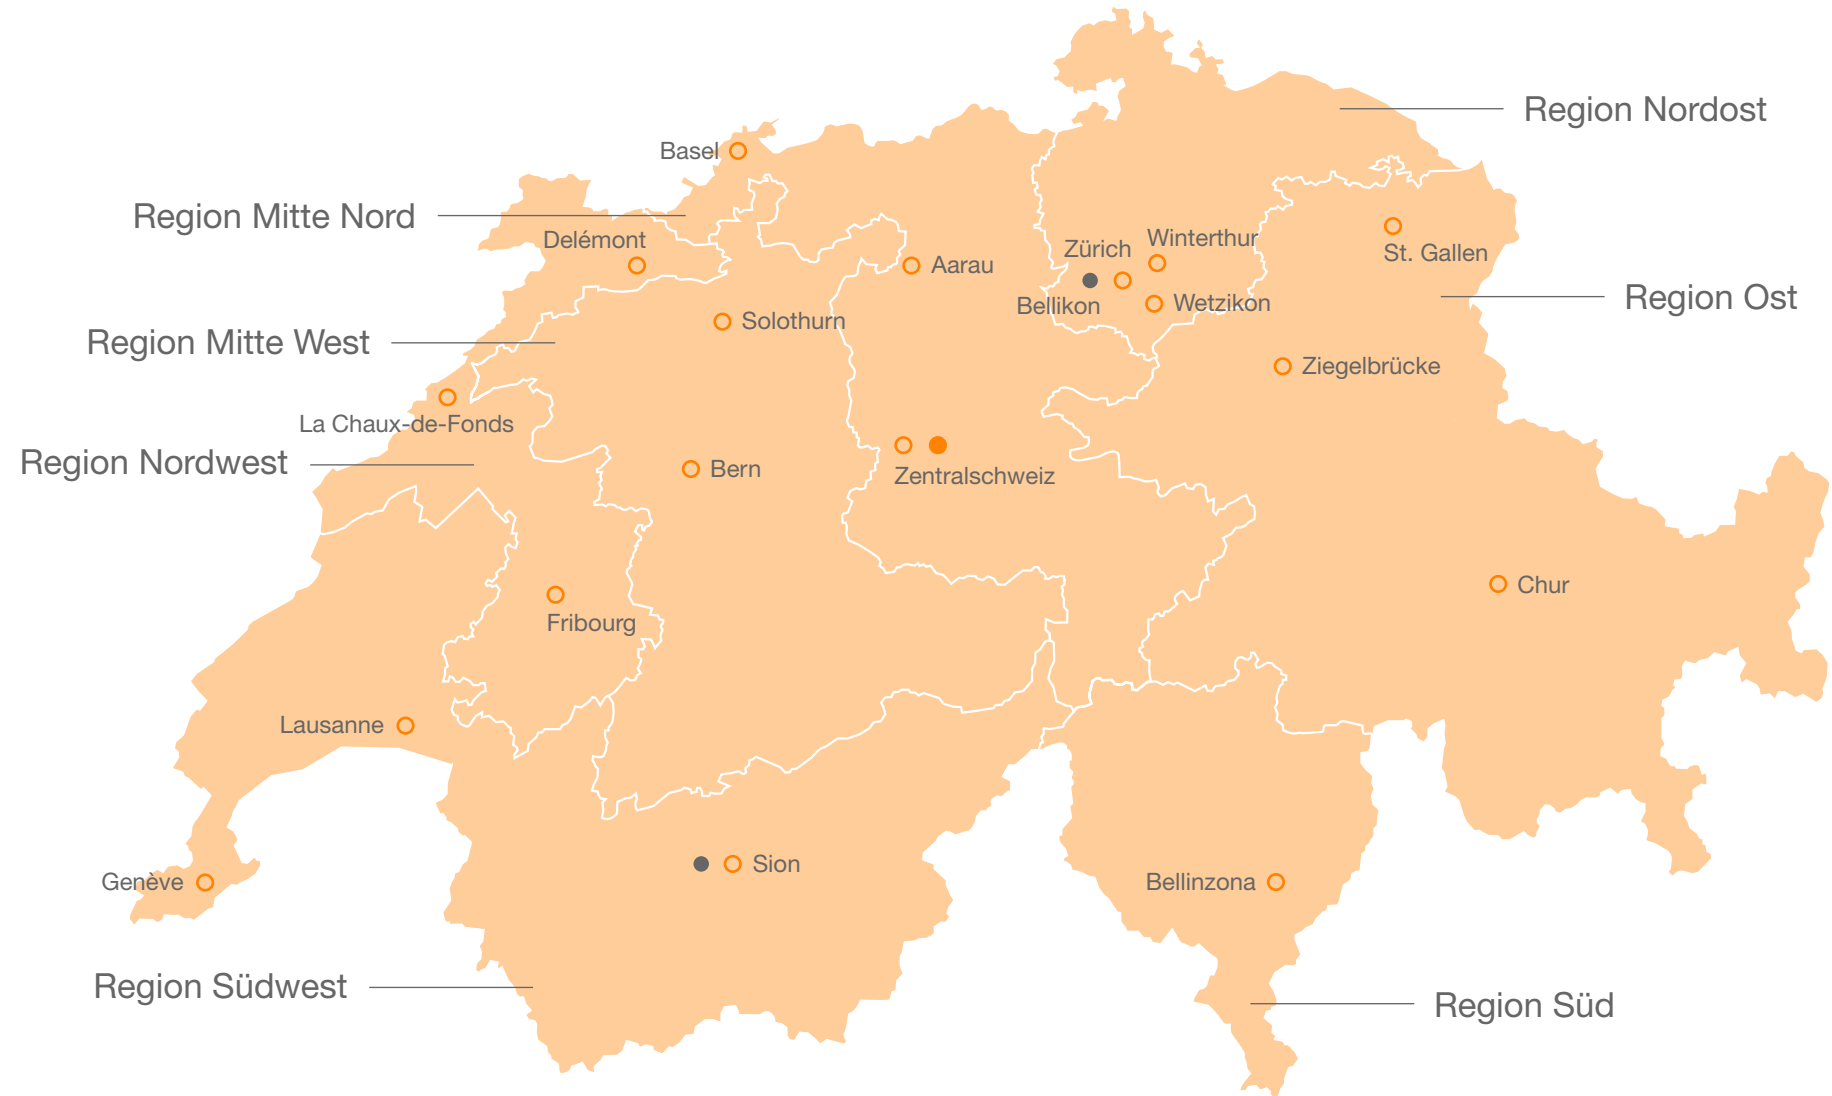 Region Nordost
Basel
Region Mitte Nord
Delémont
Zürich
Winterthur
St. Gallen
Aarau
Bellikon
Wetzikon
Region Ost
Solothurn
Region Mitte West
Ziegelbrücke
La Chaux-de-Fonds
Region Nordwest
Bern
Zentralschweiz
Chur
Fribourg
Lausanne
Sion
Genève
Bellinzona
Region Südwest
Region Süd